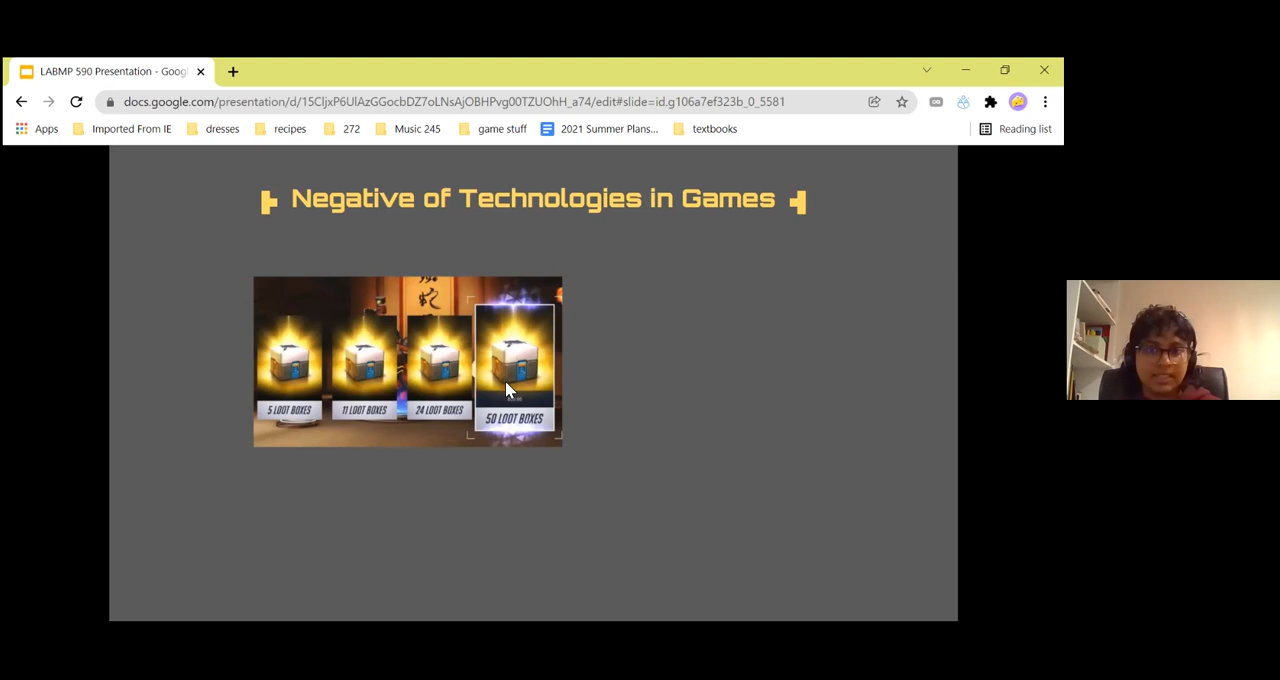 LABMP 590 Presentation - Goog
docs.google.com/presentation/d/15CljxP6UlAzGGocbDZ7oLNsAjOBHPvg00TZUOhH_a74/edit#slide=id.g106a7ef323b_0_5581
Apps Imported From IE dresses recipes 272 Music 245 game stuff 2021 Summer Plans... textbooks Reading list
Negative of Technologies in Games
5 LOOT BOXES 11 LOOT BOXES 24 LOOT BOXES 50 LOOT BOXES